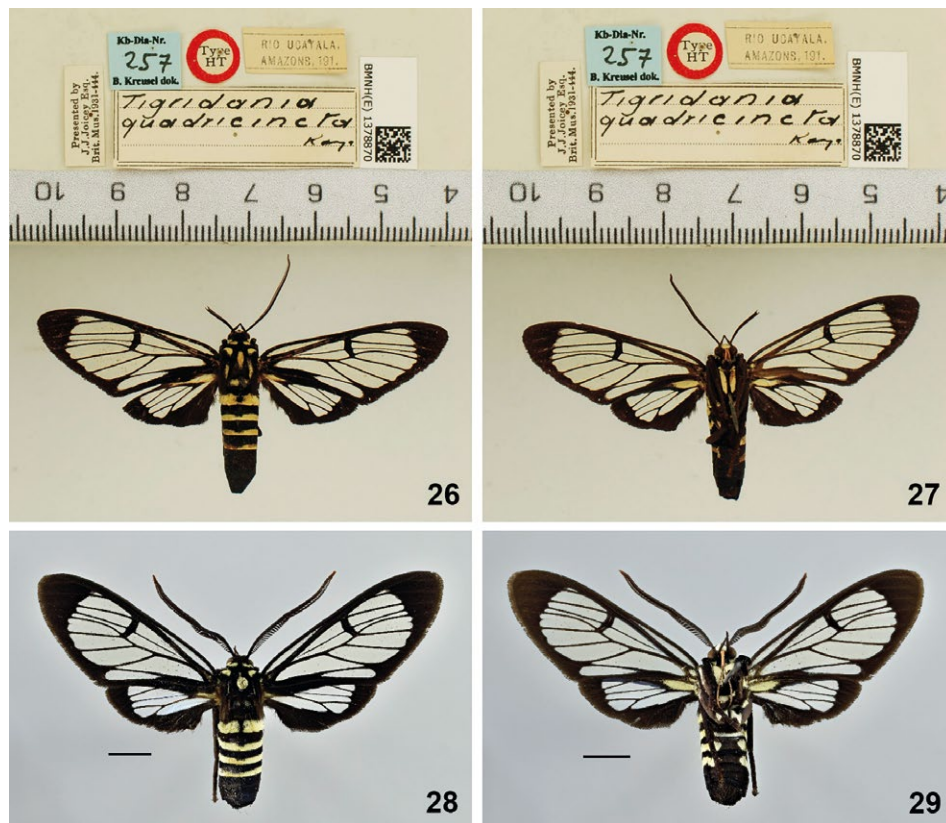 Kb-Dia-Nr.
257
B. Kreusel dok.
Type
HT
RIO UCAYALA.
AMAZONS, 191.
Presented by
J.J. Joicey Esq.
Brit. Mus. 1931-444.
Tigridania
quadricincta
Kaye
BMNH(E) 1378870
10 9 8 7 6 5 4
26
Kb-Dia-Nr.
257
B. Kreusel dok.
Type
HT
RIO UCAYALA.
AMAZONS, 191.
Presented by
J.J. Joicey Esq.
Brit. Mus. 1931-444.
Tigridania
quadricincta
Kaye
BMNH(E) 1378870
10 9 8 7 6 5 4
27
28
29